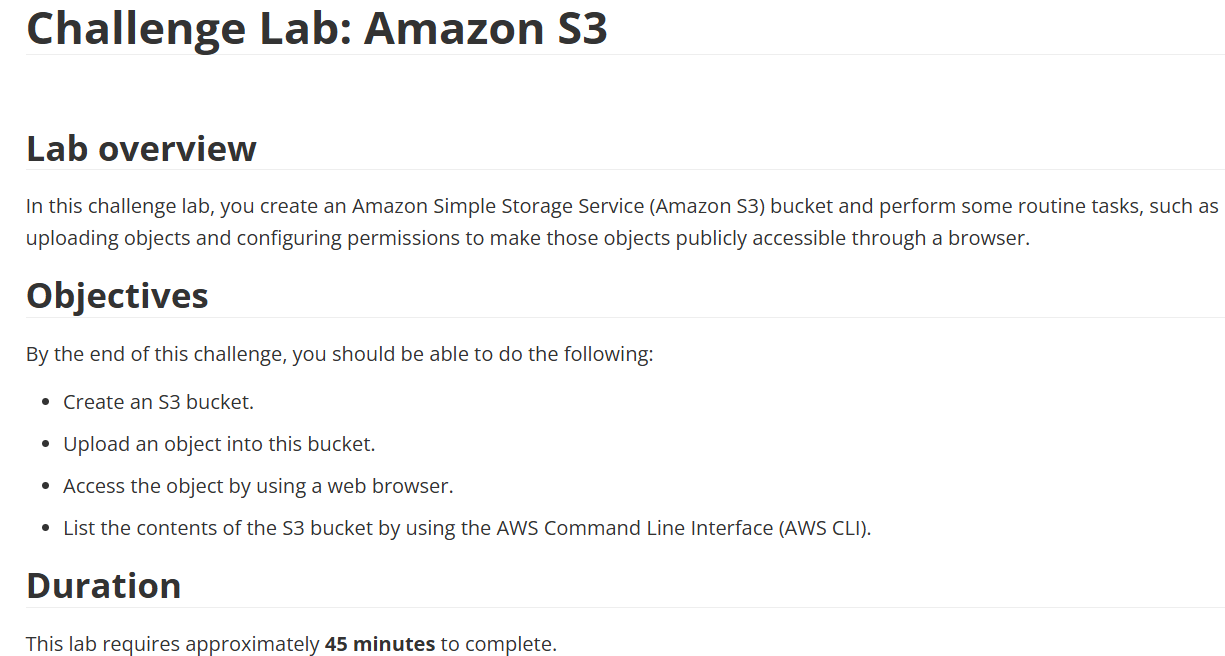 Challenge Lab: Amazon S3
Lab overview
In this challenge lab, you create an Amazon Simple Storage Service (Amazon S3) bucket and perform some routine tasks, such as
uploading objects and configuring permissions to make those objects publicly accessible through a browser.
Objectives
By the end of this challenge, you should be able to do the following:
• Create an S3 bucket.
• Upload an object into this bucket.
• Access the object by using a web browser.
• List the contents of the S3 bucket by using the AWS Command Line Interface (AWS CLI).
Duration
This lab requires approximately 45 minutes to complete.